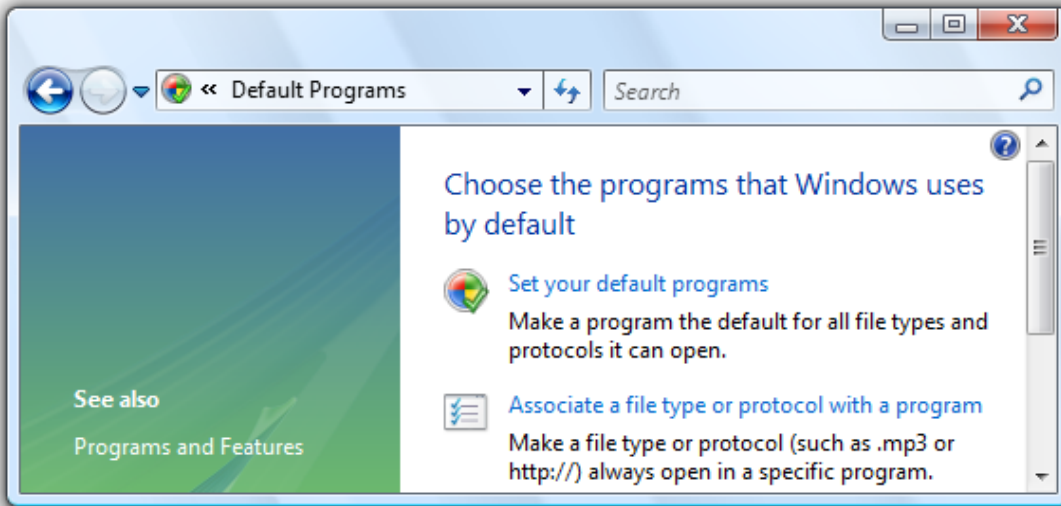 « Default Programs
Search
Choose the programs that Windows uses
by default
Set your default programs
Make a program the default for all file types and
protocols it can open.
Associate a file type or protocol with a program
Make a file type or protocol (such as .mp3 or
http://) always open in a specific program.
See also
Programs and Features